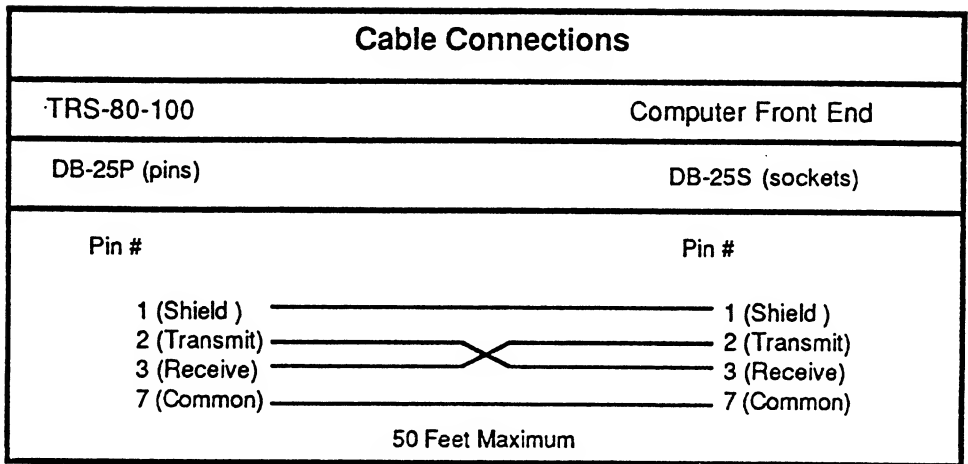 Cable Connections
TRS-80-100 Computer Front End
DB-25P (pins) DB-25S (sockets)
Pin # Pin #
1 (Shield ) 1 (Shield )
2 (Transmit) 2 (Transmit)
3 (Receive) 3 (Receive)
7 (Common) 7 (Common)
50 Feet Maximum